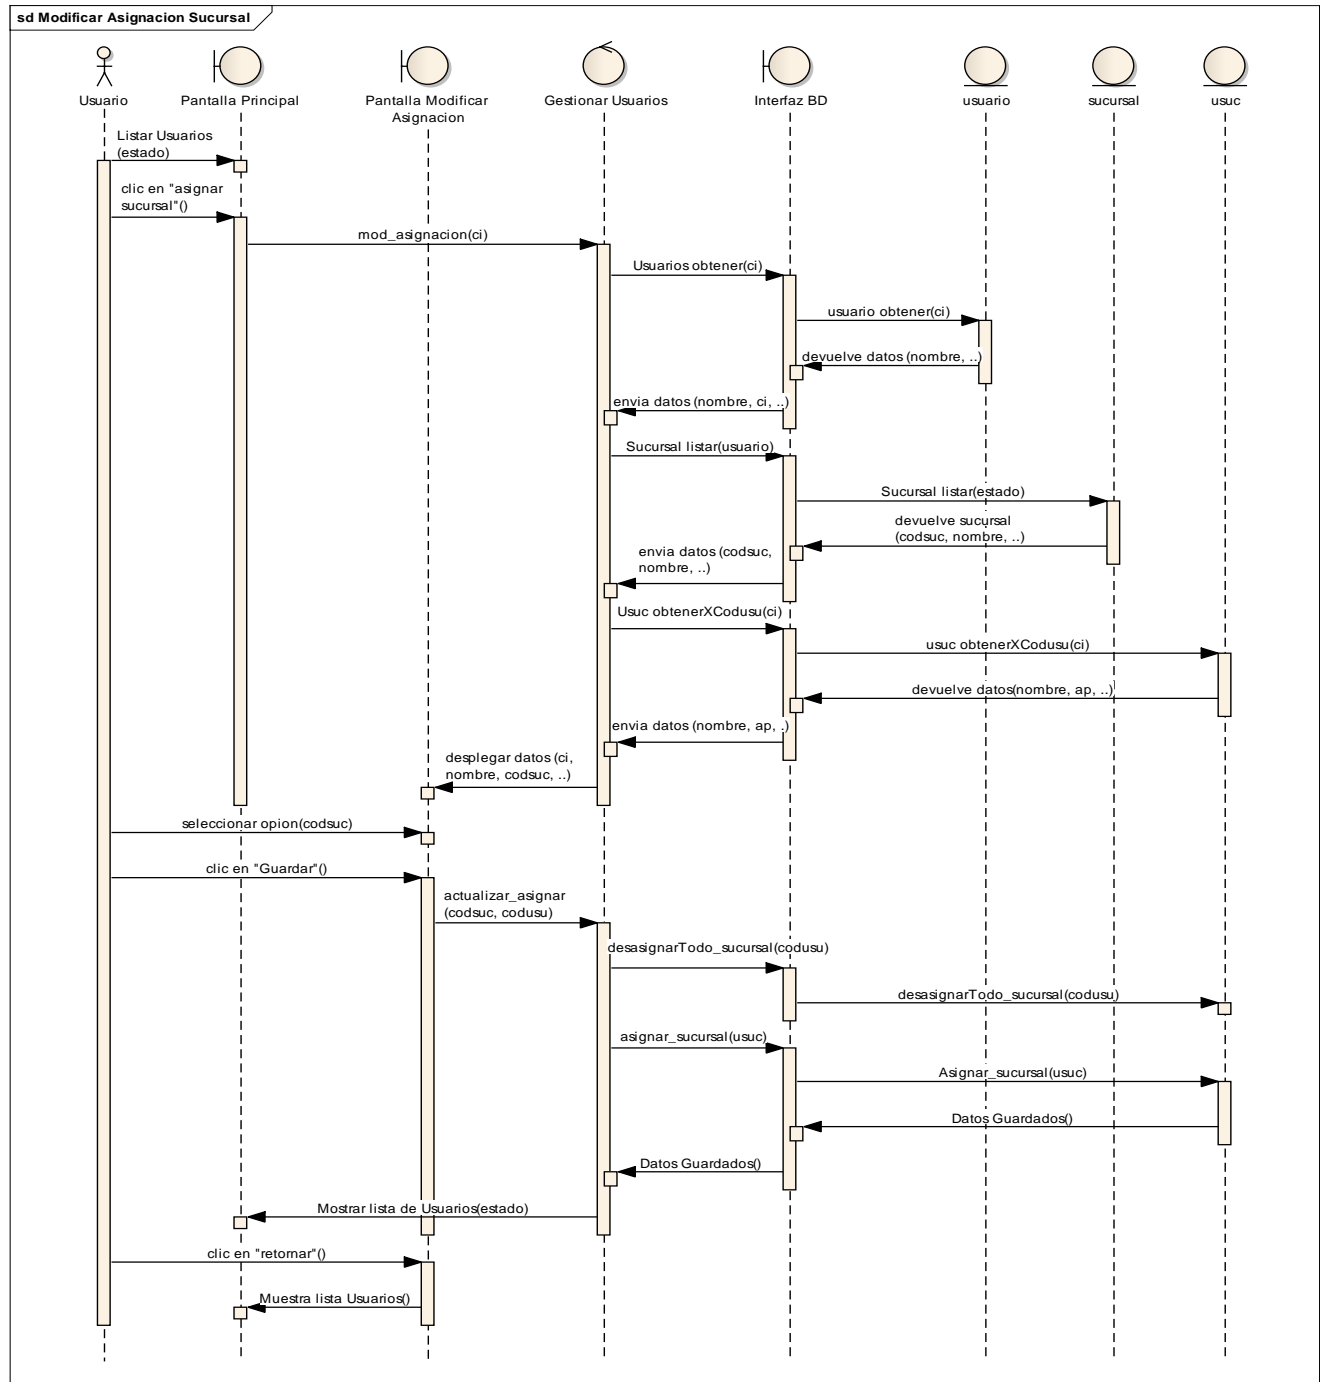 sd Modificar Asignacion Sucursal
Usuario
Pantalla Principal
Pantalla Modificar
Asignacion
Gestionar Usuarios
Interfaz BD
usuario
sucursal
usuc
Listar Usuarios
(estado)
clic en "asignar
sucursal"()
mod_asignacion(ci)
Usuarios obtener(ci)
usuario obtener(ci)
devuelve datos (nombre, ..)
envia datos (nombre, ci, ..)
Sucursal listar(usuario)
Sucursal listar(estado)
devuelve sucursal
(codsuc, nombre, ..)
envia datos (codsuc,
nombre, ..)
Usuc obtenerXCodusu(ci)
usuc obtenerXCodusu(ci)
devuelve datos(nombre, ap, ..)
envia datos (nombre, ap, .)
desplegar datos (ci,
nombre, codsuc, ..)
seleccionar opion(codsuc)
clic en "Guardar"()
actualizar_asignar
(codsuc, codusu)
desasignarTodo_sucursal(codusu)
desasignarTodo_sucursal(codusu)
asignar_sucursal(usuc)
Asignar_sucursal(usuc)
Datos Guardados()
Datos Guardados()
Mostrar lista de Usuarios(estado)
clic en "retornar"()
Muestra lista Usuarios()